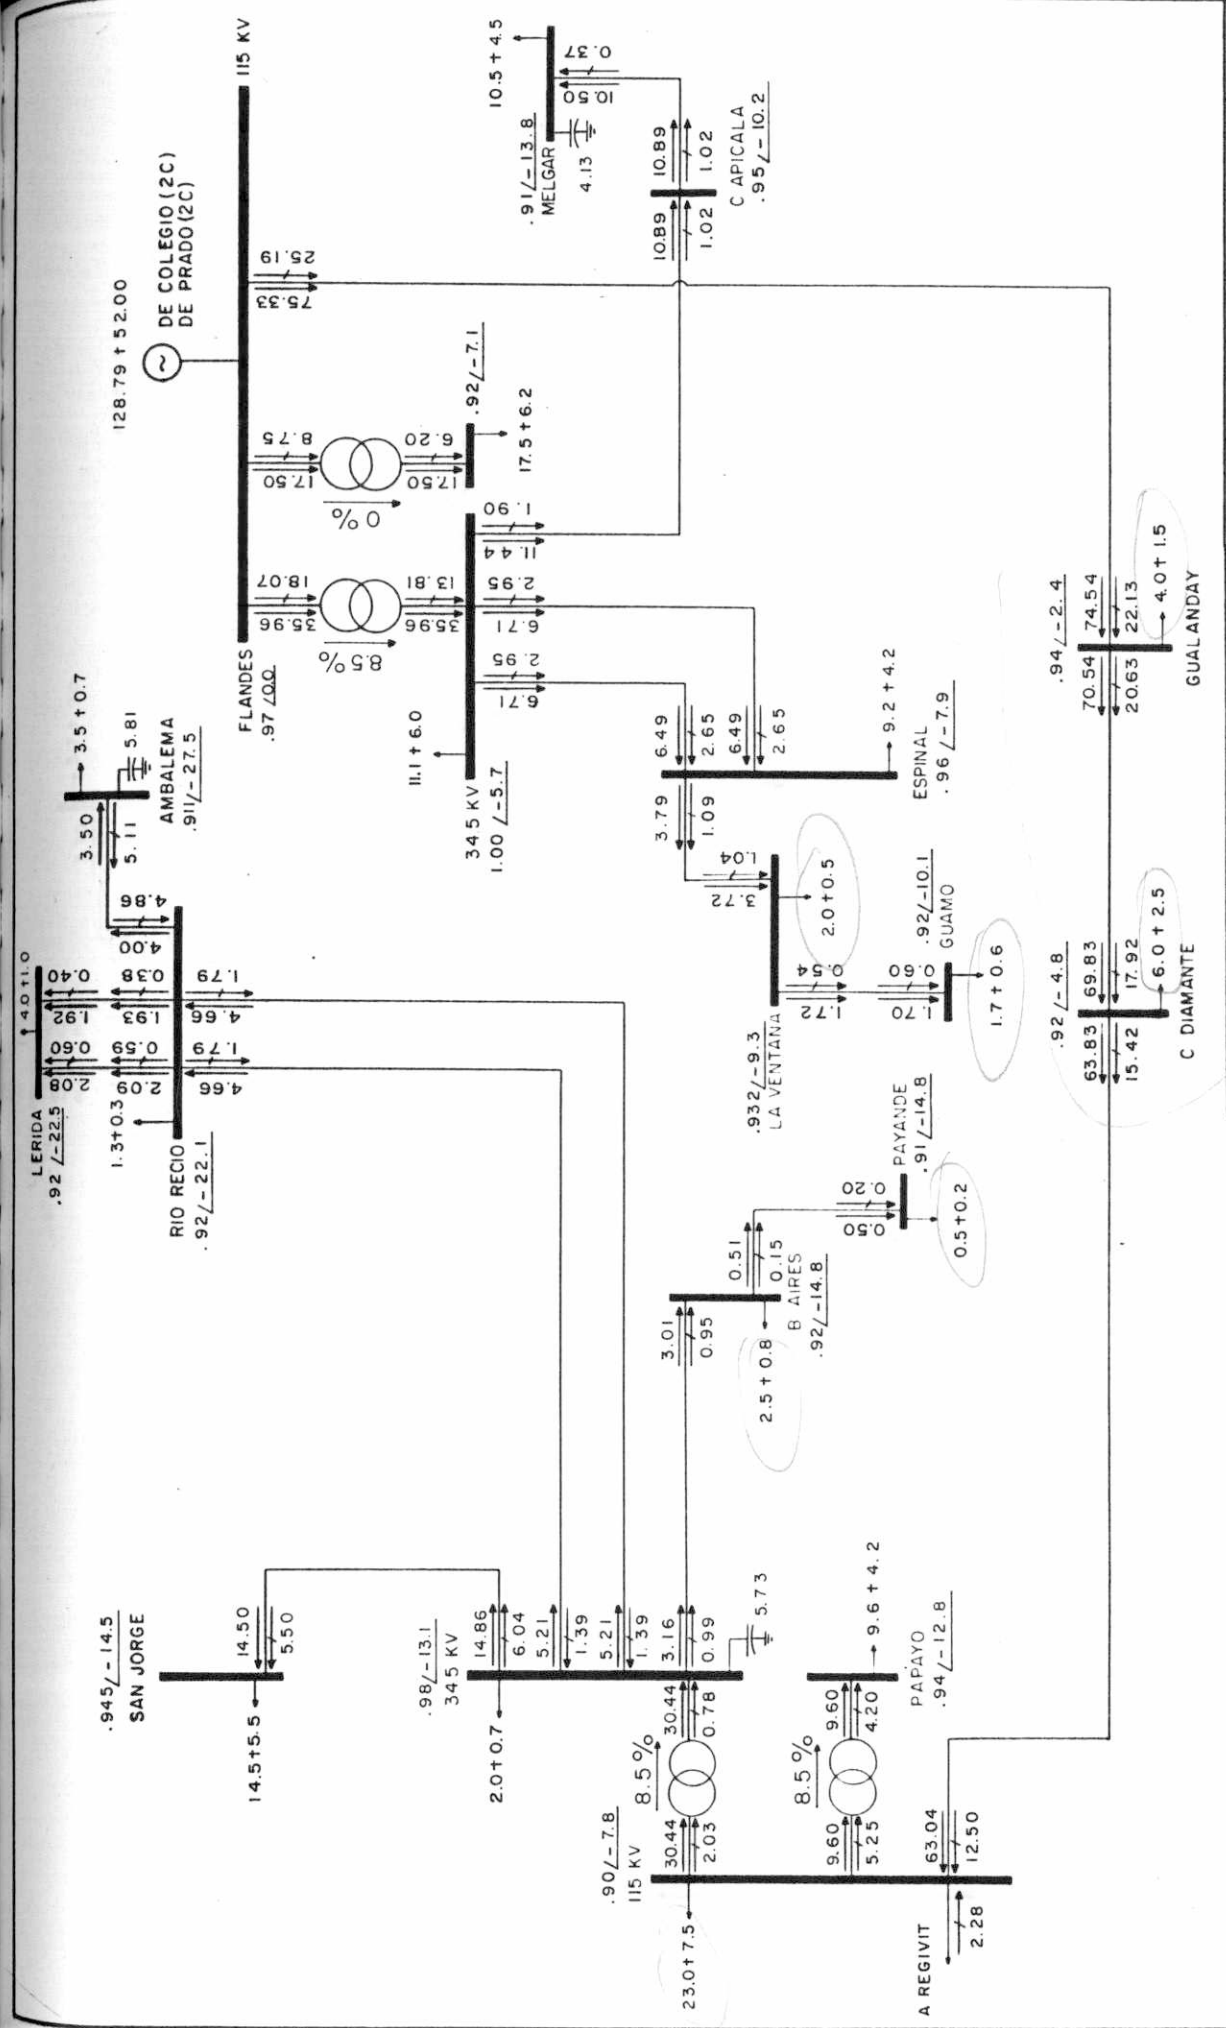 128.79 + 52.00
DE COLEGIO (2C)
DE PRADO (2C)
115 KV
FLANDES
.97 /0.0
75.33
25.19
17.50
8.75
0 %
17.50
6.20
.92 /-7.1
17.5 + 6.2
35.96
18.07
8.5 %
35.96
13.81
11.1 + 6.0
34.5 KV
1.00 /-5.7
6.71
2.95
6.71
2.95
11.44
1.90
10.89
1.02
10.89
1.02
C APICALA
.95 /-10.2
10.50
0.37
10.5 + 4.5
.91 /-13.8
MELGAR
4.13
6.49
2.65
6.49
2.65
9.2 + 4.2
ESPINAL
.96 /-7.9
3.79
1.09
3.72
1.04
2.0 + 0.5
.932 /-9.3
LA VENTANA
1.72
0.54
1.70
0.60
.92 /-10.1
GUAMO
1.7 + 0.6
.94 /-2.4
74.54
22.13
70.54
20.63
4.0 + 1.5
GUALANDAY
.92 /-4.8
69.83
17.92
63.83
15.42
6.0 + 2.5
C DIAMANTE
3.5 + 0.7
5.81
AMBALEMA
.911 /-27.5
3.50
5.11
4.00
4.86
4.0 + 1.0
LERIDA
.92 /-22.5
2.08
0.60
1.92
0.40
2.09
0.59
1.93
0.38
1.3 + 0.3
RIO RECIO
.92 /-22.1
4.66
1.79
4.66
1.79
.945 /-14.5
SAN JORGE
14.50
5.50
14.5 + 5.5
.98 /-13.1
34.5 KV
14.86
6.04
5.21
1.39
5.21
1.39
3.16
0.99
5.73
2.0 + 0.7
3.01
0.95
2.5 + 0.8
B AIRES
.92 /-14.8
0.51
0.15
0.50
0.20
PAYANDE
.91 /-14.8
0.5 + 0.2
30.44
0.78
8.5 %
30.44
2.03
.90 /-7.8
115 KV
23.0 + 7.5
9.60
4.20
8.5 %
9.60
5.25
9.6 + 4.2
PAPAYO
.94 /-12.8
63.04
12.50
A REGIVIT
2.28